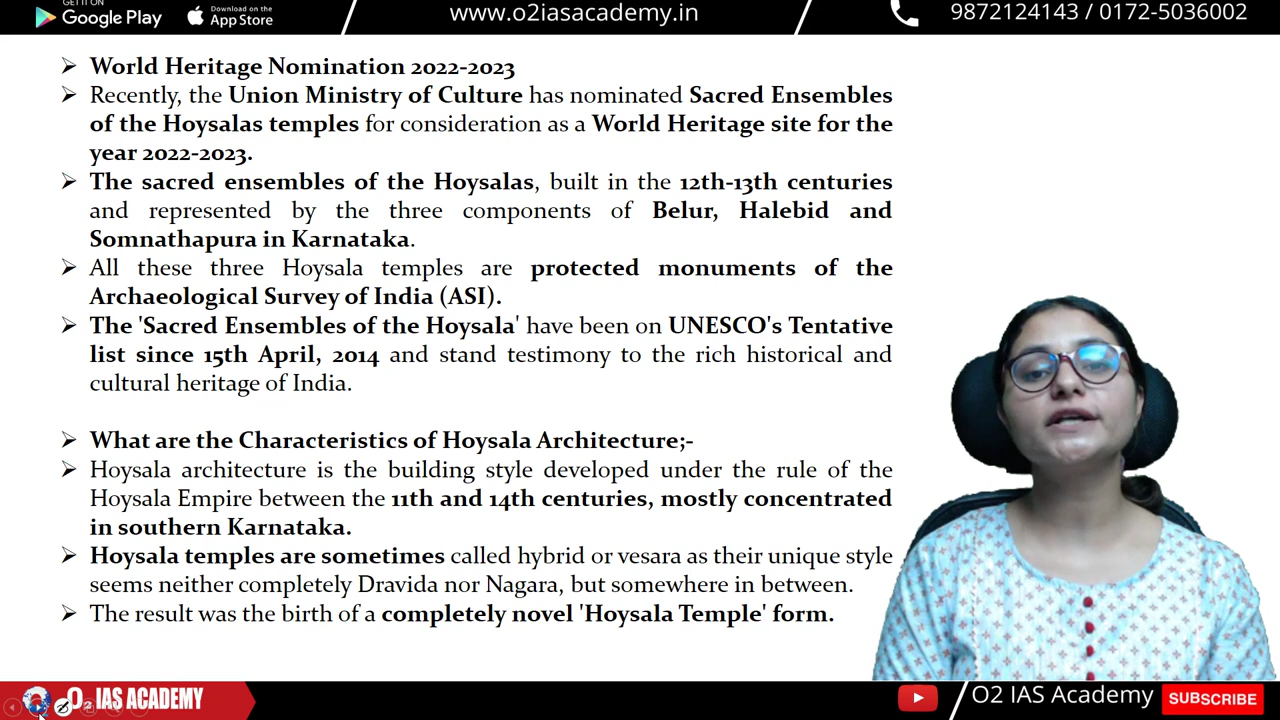 GET IT ON
Google Play
Download on the
App Store
www.o2iasacademy.in
9872124143 / 0172-5036002
➢ World Heritage Nomination 2022-2023
➢ Recently, the Union Ministry of Culture has nominated Sacred Ensembles
of the Hoysalas temples for consideration as a World Heritage site for the
year 2022-2023.
➢ The sacred ensembles of the Hoysalas, built in the 12th-13th centuries
and represented by the three components of Belur, Halebid and
Somnathapura in Karnataka.
➢ All these three Hoysala temples are protected monuments of the
Archaeological Survey of India (ASI).
➢ The 'Sacred Ensembles of the Hoysala' have been on UNESCO's Tentative
list since 15th April, 2014 and stand testimony to the rich historical and
cultural heritage of India.
➢ What are the Characteristics of Hoysala Architecture;-
➢ Hoysala architecture is the building style developed under the rule of the
Hoysala Empire between the 11th and 14th centuries, mostly concentrated
in southern Karnataka.
➢ Hoysala temples are sometimes called hybrid or vesara as their unique style
seems neither completely Dravida nor Nagara, but somewhere in between.
➢ The result was the birth of a completely novel 'Hoysala Temple' form.
O2 IAS ACADEMY
O2 IAS Academy
SUBSCRIBE